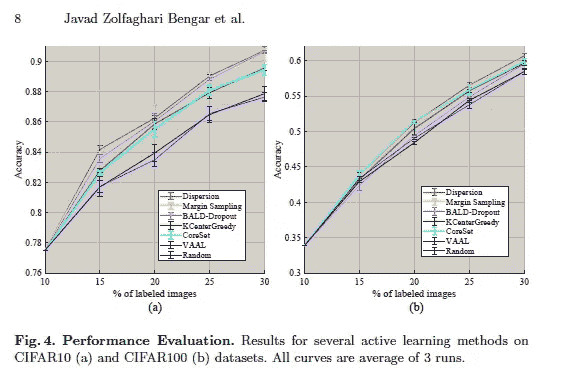 8 Javad Zolfaghari Bengar et al.
0.9
0.88
0.86
0.84
0.82
0.8
0.78
0.76
Accuracy
10 15 20 25 30
% of labeled images
(a)
Dispersion
Margin Sampling
BALD-Dropout
KCenterGreedy
CoreSet
VAAL
Random
0.6
0.55
0.5
0.45
0.4
0.35
0.3
Accuracy
10 15 20 25 30
% of labeled images
(b)
Dispersion
Margin Sampling
BALD-Dropout
KCenterGreedy
CoreSet
VAAL
Random
Fig. 4. Performance Evaluation. Results for several active learning methods on
CIFAR10 (a) and CIFAR100 (b) datasets. All curves are average of 3 runs.